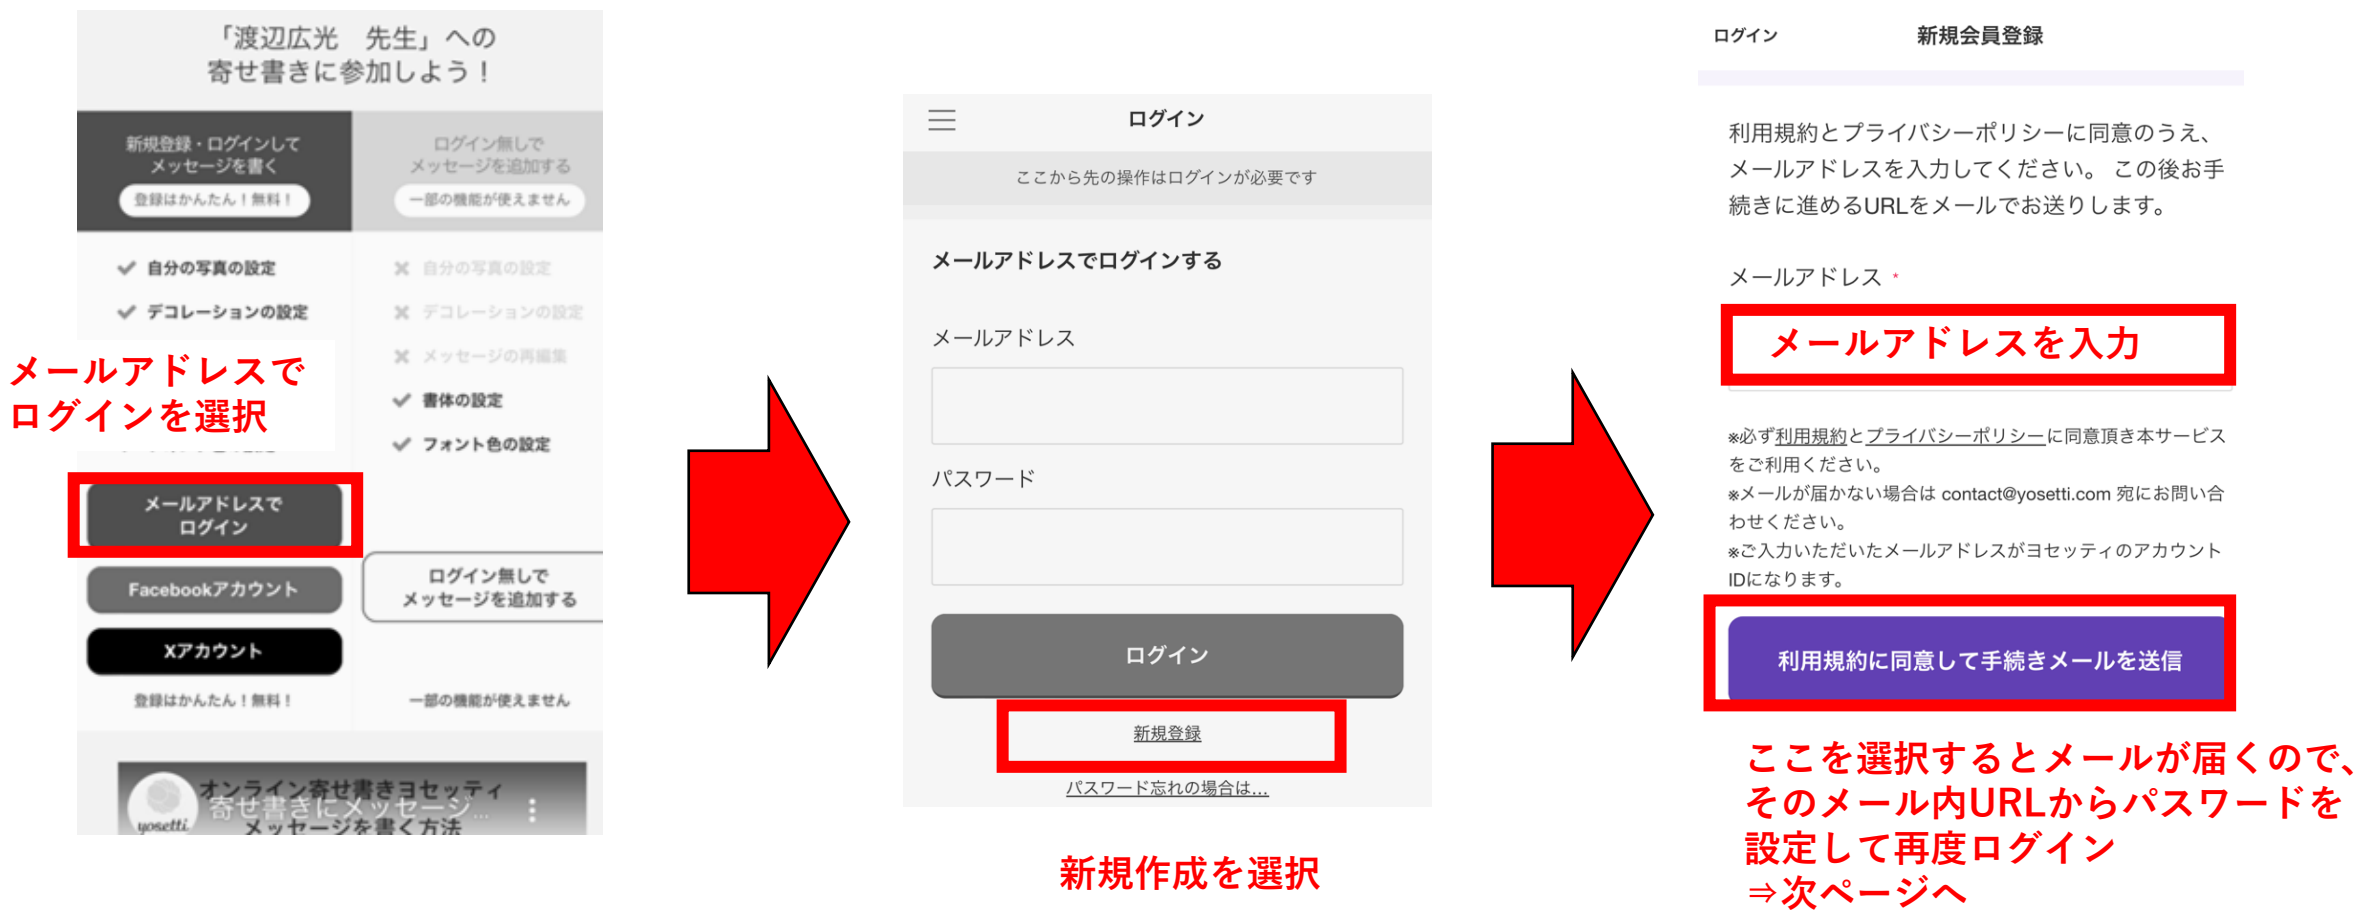 「渡辺広光　先生」への
寄せ書きに参加しよう！
新規登録・ログインして
メッセージを書く
登録はかんたん！無料！
ログイン無しで
メッセージを追加する
一部の機能が使えません
自分の写真の設定
デコレーションの設定
自分の写真の設定
デコレーションの設定
メッセージの再編集
書体の設定
フォント色の設定
メールアドレスで
ログインを選択
メールアドレスで
ログイン
Facebookアカウント
Xアカウント
登録はかんたん！無料！
ログイン無しで
メッセージを追加する
一部の機能が使えません
オンライン寄せ書きヨセッティ
寄せ書きにメッセージ...
メッセージを書く方法
yosetti
ログイン
ここから先の操作はログインが必要です
メールアドレスでログインする
メールアドレス
パスワード
ログイン
新規登録
パスワード忘れの場合は...
新規作成を選択
ログイン
新規会員登録
利用規約とプライバシーポリシーに同意のうえ、
メールアドレスを入力してください。 この後お手
続きに進めるURLをメールでお送りします。
メールアドレス *
メールアドレスを入力
※必ず利用規約とプライバシーポリシーに同意頂き本サービス
をご利用ください。
※メールが届かない場合は contact@yosetti.com 宛にお問い合
わせください。
※ご入力いただいたメールアドレスがヨセッティのアカウント
IDになります。
利用規約に同意して手続きメールを送信
ここを選択するとメールが届くので、
そのメール内URLからパスワードを
設定して再度ログイン
⇒次ページへ